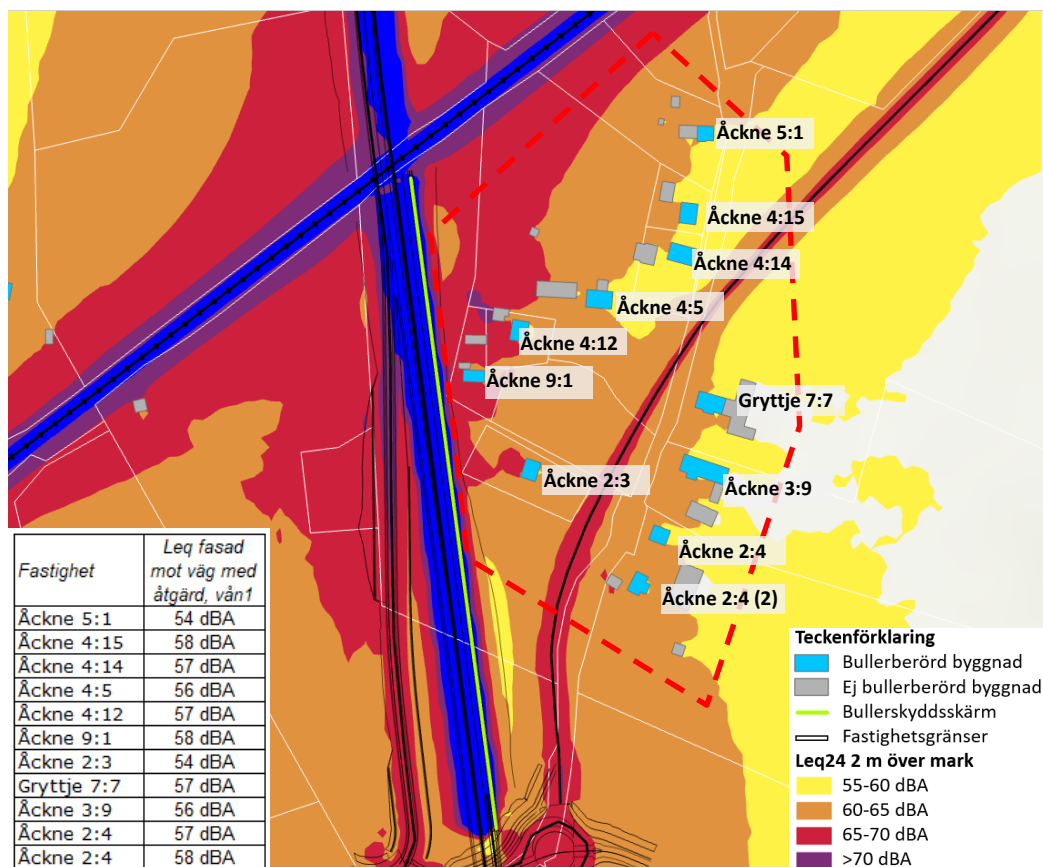 Åckne 5:1
Åckne 4:15
Åckne 4:14
Åckne 4:5
Åckne 4:12
Åckne 9:1
Gryttje 7:7
Åckne 2:3
Åckne 3:9
Åckne 2:4
Åckne 2:4 (2)
Fastighet
Leq fasad
mot väg med
åtgärd, vån1
Åckne 5:1 54 dBA
Åckne 4:15 58 dBA
Åckne 4:14 57 dBA
Åckne 4:5 56 dBA
Åckne 4:12 57 dBA
Åckne 9:1 58 dBA
Åckne 2:3 54 dBA
Gryttje 7:7 57 dBA
Åckne 3:9 56 dBA
Åckne 2:4 57 dBA
Åckne 2:4 58 dBA
Teckenförklaring
Bullerberörd byggnad
Ej bullerberörd byggnad
Bullerskyddsskärm
Fastighetsgränser
Leq24 2 m över mark
55-60 dBA
60-65 dBA
65-70 dBA
>70 dBA